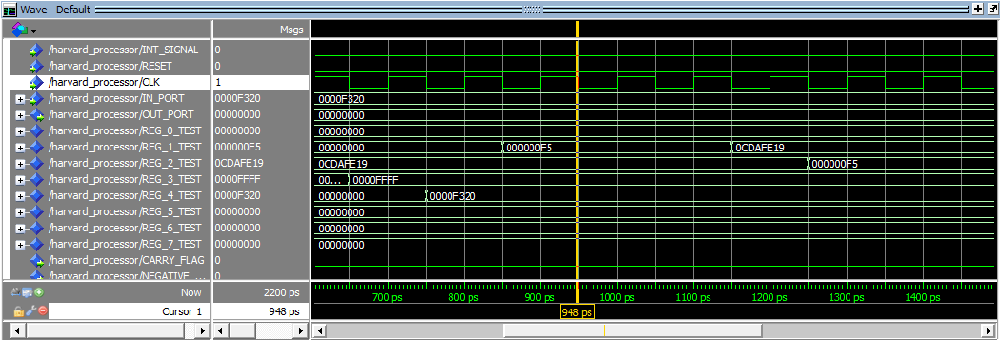 Wave - Default
Msgs
/harvard_processor/INT_SIGNAL 0
/harvard_processor/RESET 0
/harvard_processor/CLK 1
/harvard_processor/IN_PORT 0000F320 0000F320
/harvard_processor/OUT_PORT 00000000 00000000
/harvard_processor/REG_0_TEST 00000000 00000000
/harvard_processor/REG_1_TEST 000000F5 00000000 000000F5 0CDAFE19
/harvard_processor/REG_2_TEST 0CDAFE19 0CDAFE19 000000F5
/harvard_processor/REG_3_TEST 0000FFFF 00... 0000FFFF
/harvard_processor/REG_4_TEST 0000F320 00000000 0000F320
/harvard_processor/REG_5_TEST 00000000 00000000
/harvard_processor/REG_6_TEST 00000000 00000000
/harvard_processor/REG_7_TEST 00000000 00000000
/harvard_processor/CARRY_FLAG 0
/harvard_processor/NEGATIVE_... 0
Now 2200 ps 700 ps 800 ps 900 ps 1000 ps 1100 ps 1200 ps 1300 ps 1400 ps
Cursor 1 948 ps 948 ps